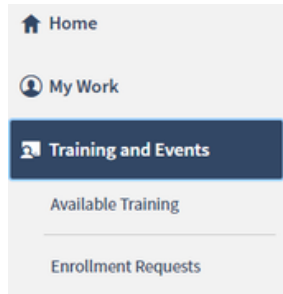 Home
My Work
Training and Events
Available Training
Enrollment Requests